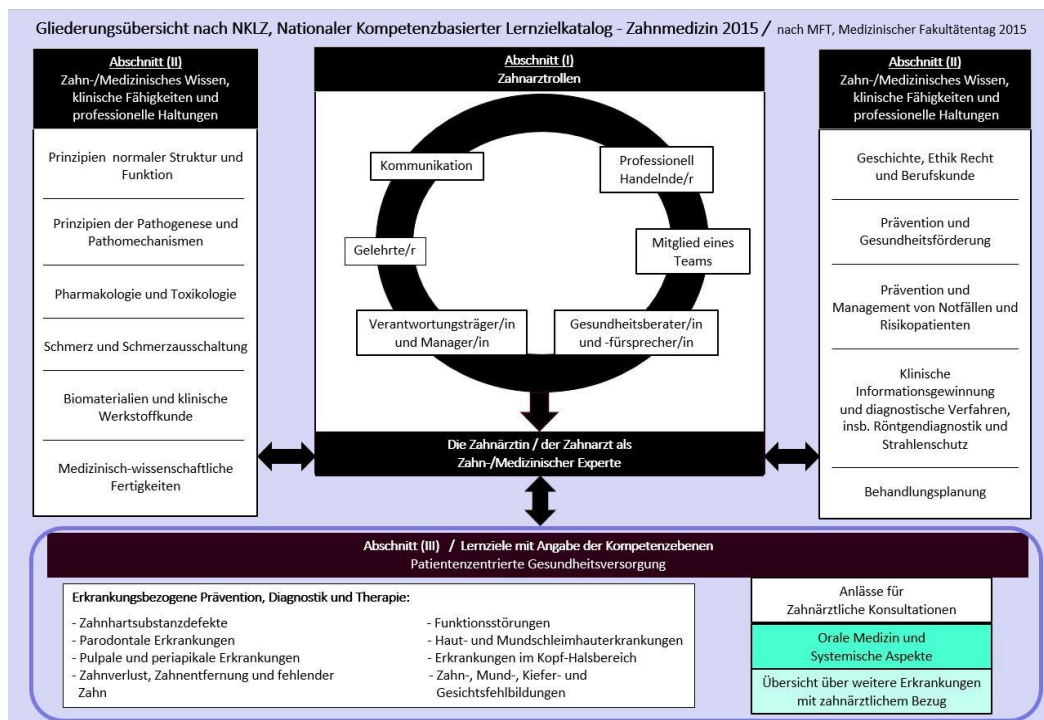 Gliederungsübersicht nach NKLZ, Nationaler Kompetenzbasierter Lernzielkatalog - Zahnmedizin 2015 / nach MFT, Medizinischer Fakultätentag 2015
Abschnitt (II)
Zahn-/Medizinisches Wissen,
klinische Fähigkeiten und
professionelle Haltungen
Prinzipien normaler Struktur und
Funktion
Prinzipien der Pathogenese und
Pathomechanismen
Pharmakologie und Toxikologie
Schmerz und Schmerzausschaltung
Biomaterialien und klinische
Werkstoffkunde
Medizinisch-wissenschaftliche
Fertigkeiten
Abschnitt (I)
Zahnarztrollen
Kommunikation
Professionell
Handelnde/r
Gelehrte/r
Mitglied eines
Teams
Verantwortungsträger/in
und Manager/in
Gesundheitsberater/in
und -fürsprecher/in
Die Zahnärztin / der Zahnarzt als
Zahn-/Medizinischer Experte
Abschnitt (II)
Zahn-/Medizinisches Wissen,
klinische Fähigkeiten und
professionelle Haltungen
Geschichte, Ethik Recht
und Berufskunde
Prävention und
Gesundheitsförderung
Prävention und
Management von Notfällen und
Risikopatienten
Klinische
Informationsgewinnung
und diagnostische Verfahren,
insb. Röntgendiagnostik und
Strahlenschutz
Behandlungsplanung
Abschnitt (III) / Lernziele mit Angabe der Kompetenzebenen
Patientenzentrierte Gesundheitsversorgung
Erkrankungsbezogene Prävention, Diagnostik und Therapie:
- Zahnhartsubstanzdefekte
- Parodontale Erkrankungen
- Pulpale und periapikale Erkrankungen
- Zahnverlust, Zahnentfernung und fehlender
Zahn
- Funktionsstörungen
- Haut- und Mundschleimhauterkrankungen
- Erkrankungen im Kopf-Halsbereich
- Zahn-, Mund-, Kiefer- und
Gesichtsfehlbildungen
Anlässe für
Zahnärztliche Konsultationen
Orale Medizin und
Systemische Aspekte
Übersicht über weitere Erkrankungen
mit zahnärztlichem Bezug